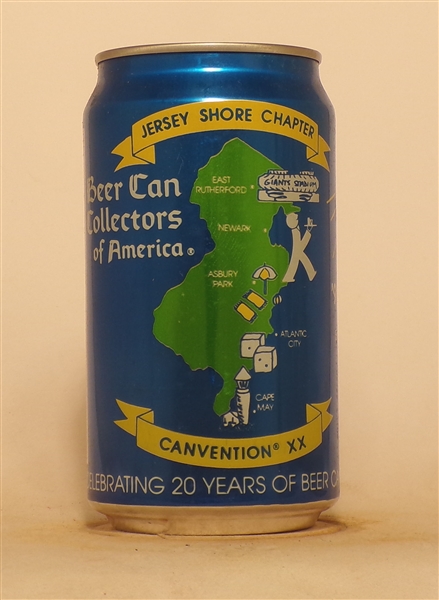 JERSEY SHORE CHAPTER
Beer Can
Collectors
of America®
EAST
RUTHERFORD
GIANTS STADIUM
NEWARK
K
ASBURY
PARK
ATLANTIC
CITY
CAPE
MAY
CANVENTION® XX
ELEBRATING 20 YEARS OF BEER CA